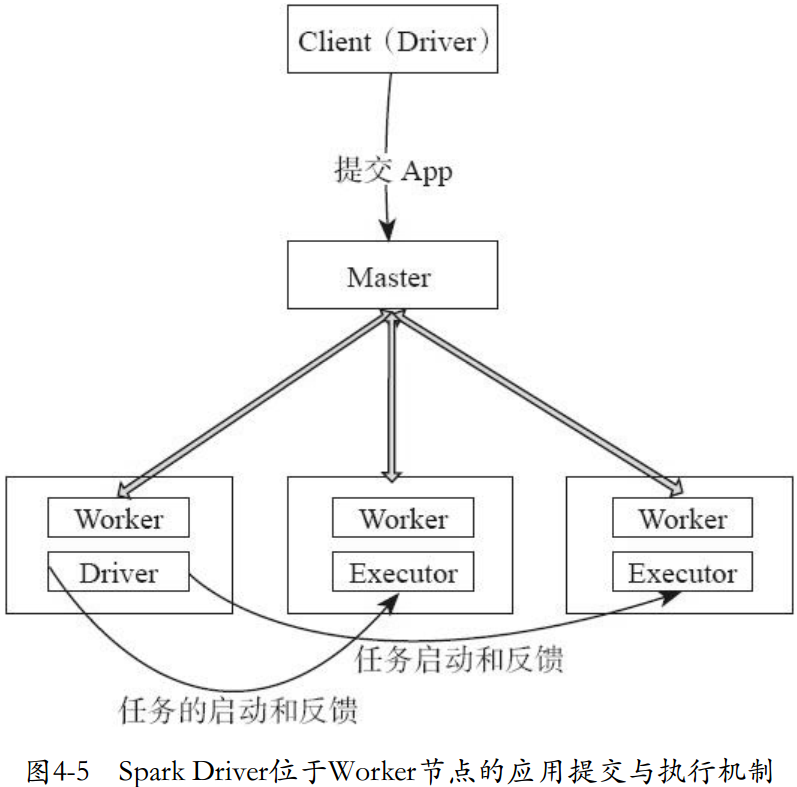 Client（Driver）
提交 App
Master
Worker
Driver
Worker
Executor
Worker
Executor
任务启动和反馈
任务的启动和反馈
图4-5 Spark Driver位于Worker节点的应用提交与执行机制